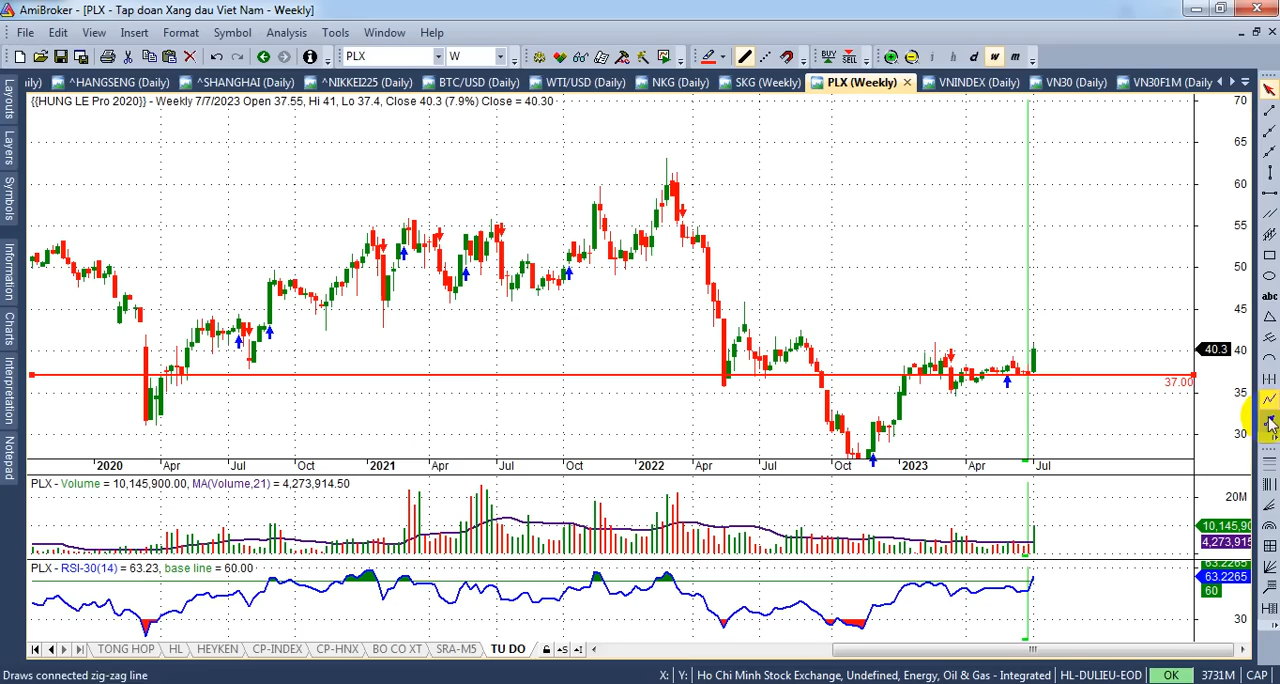 AmiBroker - [PLX - Tap doan Xang dau Viet Nam - Weekly]
File Edit View Insert Format Symbol Analysis Tools Window Help
PLX W BUY SELL i h d w m
ily) ^HANGSENG (Daily) ^SHANGHAI (Daily) ^NIKKEI225 (Daily) BTC/USD (Daily) WTI/USD (Daily) NKG (Daily) SKG (Weekly) PLX (Weekly) VNINDEX (Daily) VN30 (Daily) VN30F1M (Daily
Layouts
Layers
Symbols
Information
Charts
Interpretation
Notepad
{{HUNG LE Pro 2020}} - Weekly 7/7/2023 Open 37.55, Hi 41, Lo 37.4, Close 40.3 (7.9%) Close = 40.30
70
65
60
55
50
45
40.3 40
37.00
35
30
abc
2020 Apr Jul Oct 2021 Apr Jul Oct 2022 Apr Jul Oct 2023 Apr Jul
PLX - Volume = 10,145,900.00, MA(Volume,21) = 4,273,914.50
20M
10,145,90
4,273,915
PLX - RSI-30(14) = 63.23, base line = 60.00
63.2265
63.2265
60
30
TONG HOP HL HEYKEN CP-INDEX CP-HNX BO CO XT SRA-M5 TU DO
Draws connected zig-zag line X: Y: Ho Chi Minh Stock Exchange, Undefined, Energy, Oil & Gas - Integrated HL-DULIEU-EOD OK 3731M CAP